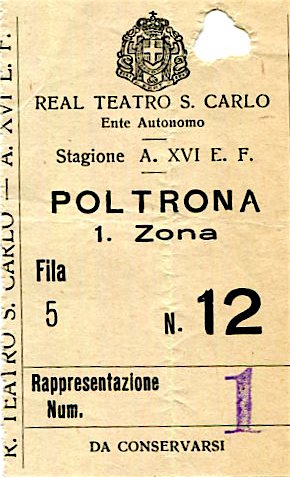 REAL TEATRO S. CARLO
Ente Autonomo
Stagione A. XVI E. F.
POLTRONA
1. Zona
Fila
5
N. 12
Rappresentazione
Num.
1
DA CONSERVARSI
R. TEATRO S. CARLO — A. XVI E. F.